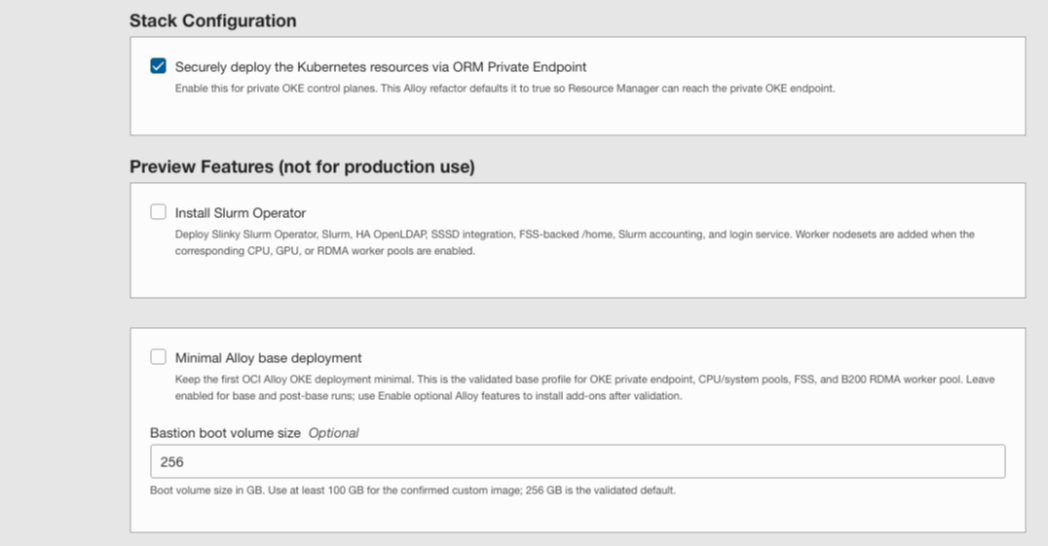 Stack Configuration
Securely deploy the Kubernetes resources via ORM Private Endpoint
Enable this for private OKE control planes. This Alloy refactor defaults it to true so Resource Manager can reach the private OKE endpoint.
Preview Features (not for production use)
Install Slurm Operator
Deploy Slinky Slurm Operator, Slurm, HA OpenLDAP, SSSD integration, FSS-backed /home, Slurm accounting, and login service. Worker nodesets are added when the
corresponding CPU, GPU, or RDMA worker pools are enabled.
Minimal Alloy base deployment
Keep the first OCI Alloy OKE deployment minimal. This is the validated base profile for OKE private endpoint, CPU/system pools, FSS, and B200 RDMA worker pool. Leave
enabled for base and post-base runs; use Enable optional Alloy features to install add-ons after validation.
Bastion boot volume size Optional
256
Boot volume size in GB. Use at least 100 GB for the confirmed custom image; 256 GB is the validated default.